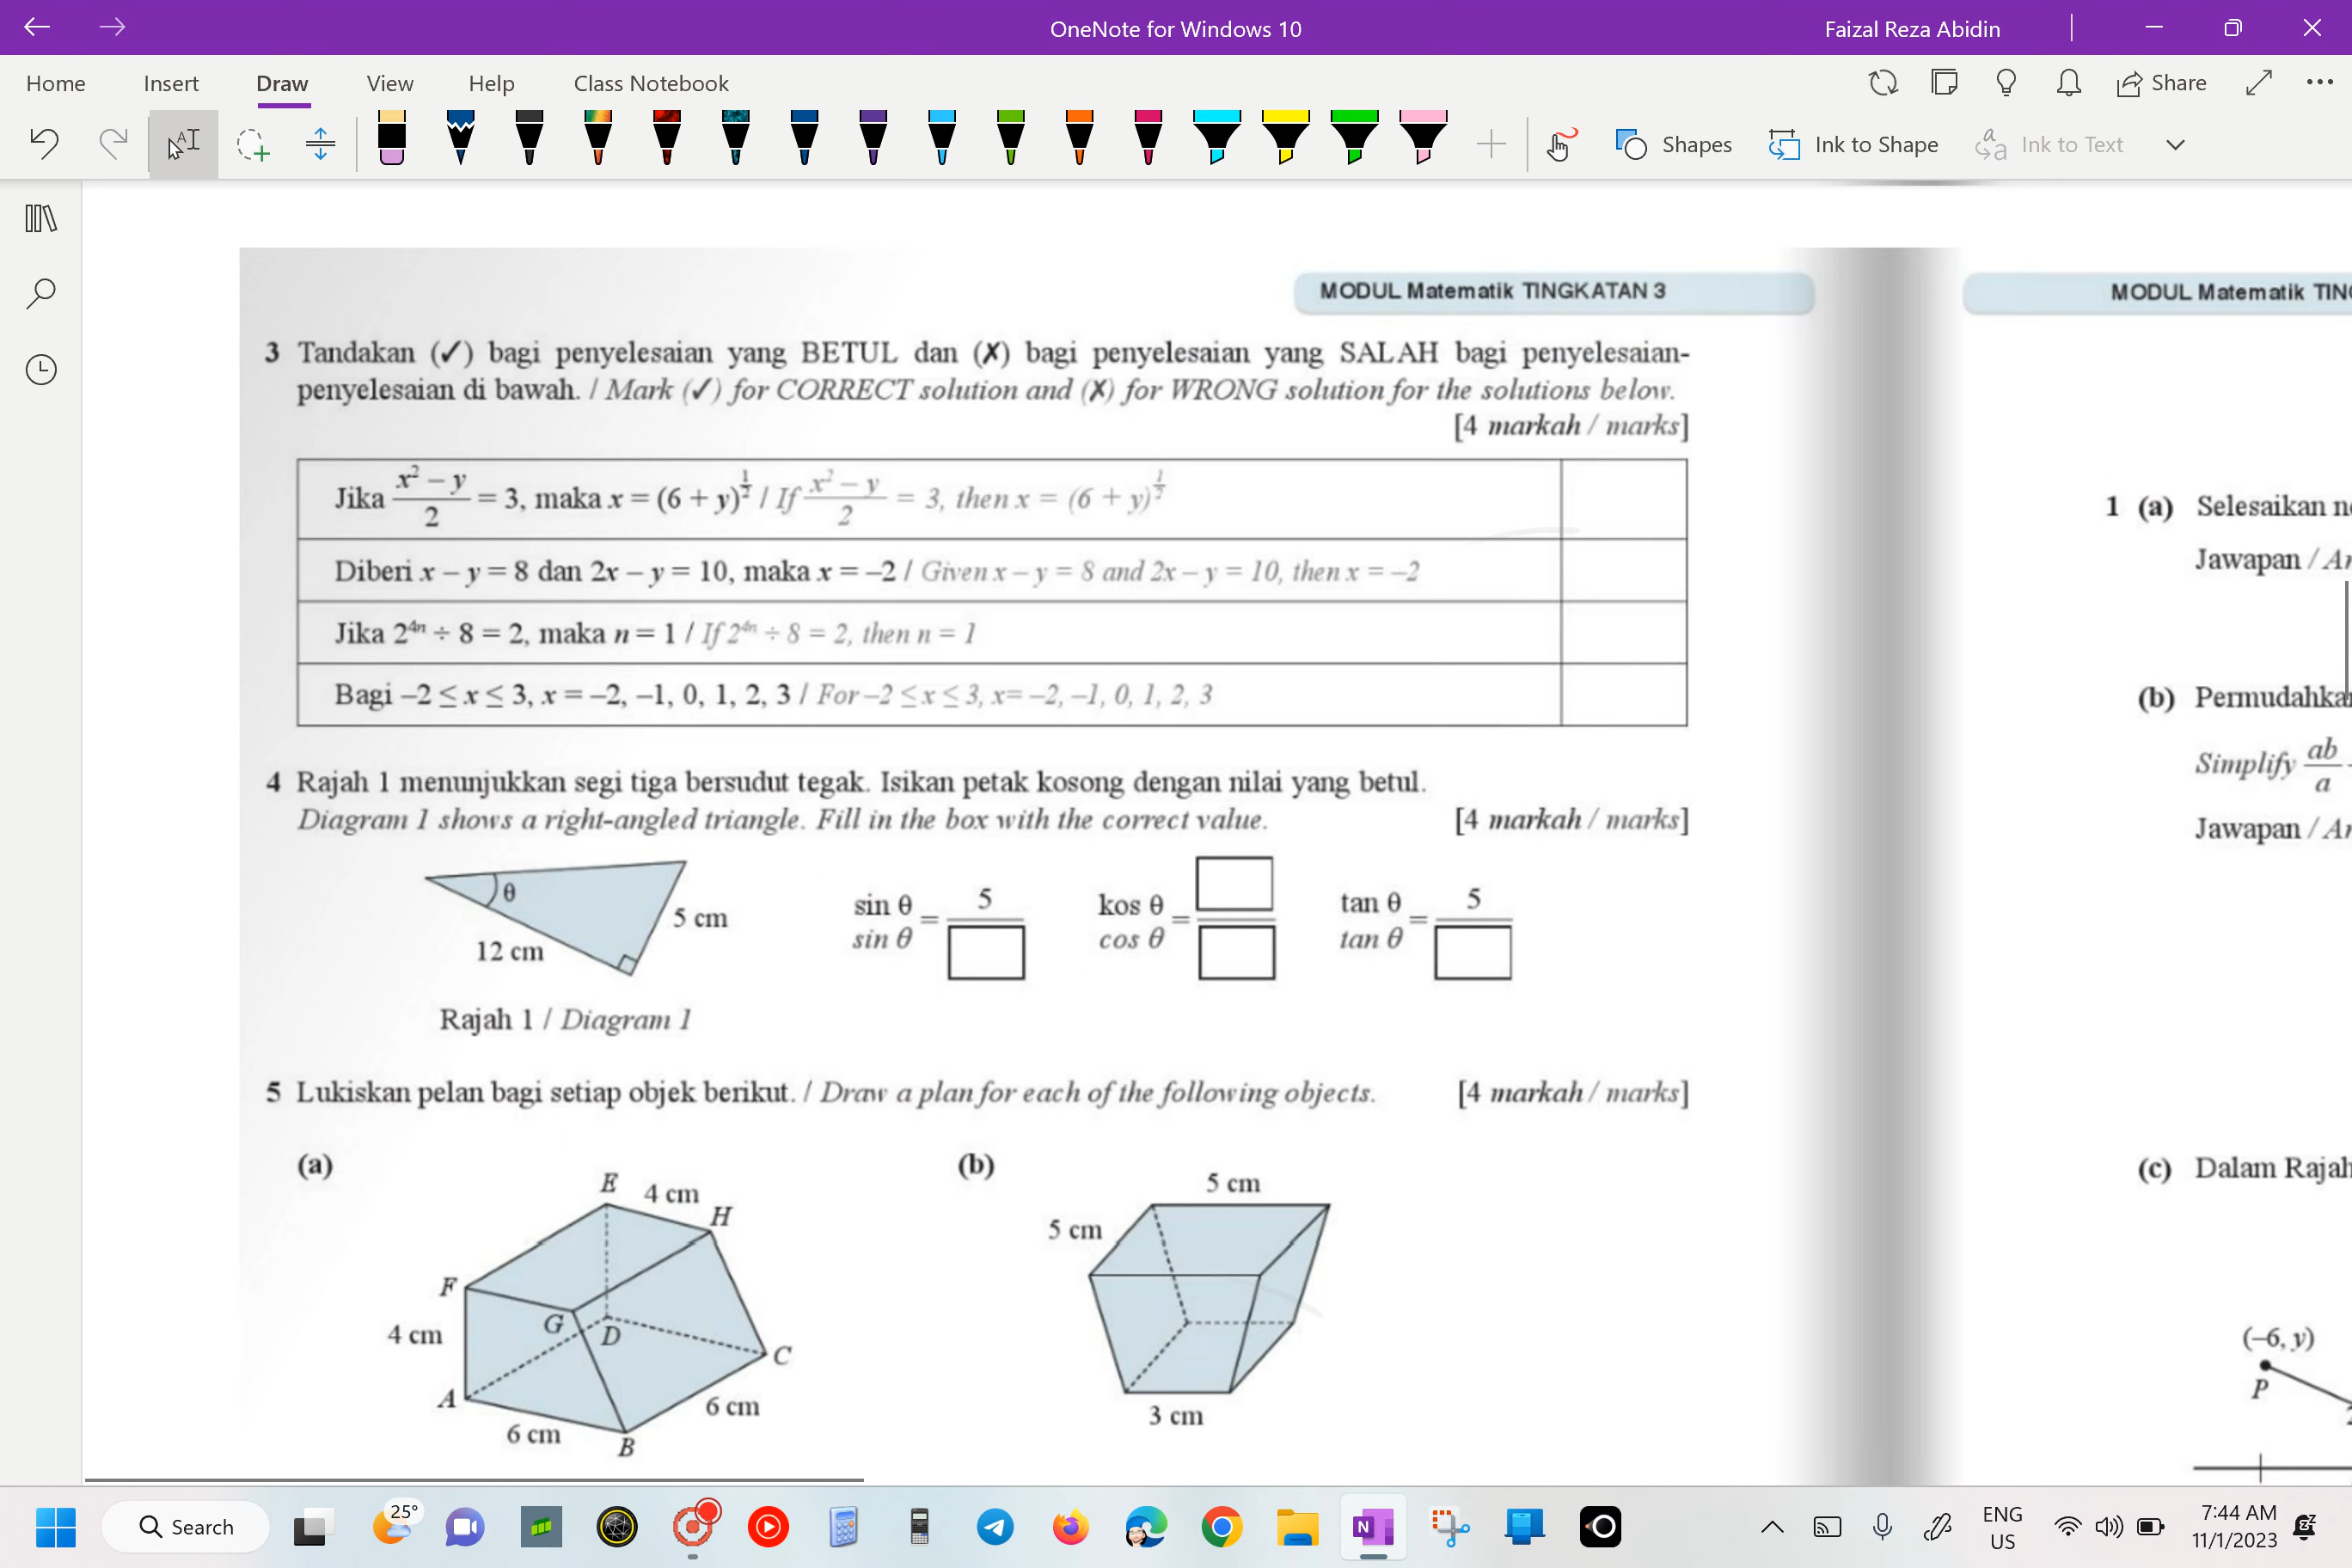 OneNote for Windows 10
Faizal Reza Abidin
Home Insert Draw View Help Class Notebook
Share
Shapes Ink to Shape Ink to Text
MODUL Matematik TINGKATAN 3
3 Tandakan (✓) bagi penyelesaian yang BETUL dan (✗) bagi penyelesaian yang SALAH bagi penyelesaian-
penyelesaian di bawah. / Mark (✓) for CORRECT solution and (✗) for WRONG solution for the solutions below.
[4 markah / marks]
Jika (x² – y)/2 = 3, maka x = (6 + y)^(1/2) / If (x² – y)/2 = 3, then x = (6 + y)^(1/2)
Diberi x – y = 8 dan 2x – y = 10, maka x = –2 / Given x – y = 8 and 2x – y = 10, then x = –2
Jika 2^(4n) ÷ 8 = 2, maka n = 1 / If 2^(4n) ÷ 8 = 2, then n = 1
Bagi –2 ≤ x ≤ 3, x = –2, –1, 0, 1, 2, 3 / For –2 ≤ x ≤ 3, x= –2, –1, 0, 1, 2, 3
4 Rajah 1 menunjukkan segi tiga bersudut tegak. Isikan petak kosong dengan nilai yang betul.
Diagram 1 shows a right-angled triangle. Fill in the box with the correct value. [4 markah / marks]
θ
5 cm
12 cm
sin θ
sin θ
= 5
kos θ
cos θ
=
tan θ
tan θ
= 5
Rajah 1 / Diagram 1
5 Lukiskan pelan bagi setiap objek berikut. / Draw a plan for each of the following objects. [4 markah / marks]
(a)
E 4 cm
H
F
4 cm
G D
C
A
6 cm
6 cm
B
(b)
5 cm
5 cm
3 cm
MODUL Matematik
1 (a) Selesaikan
Jawapan /
(b)
Simplify ab/a
Jawapan /
(c) Dalam
(–6, y)
P
25°
Search
ENG
US
7:44 AM
11/1/2023